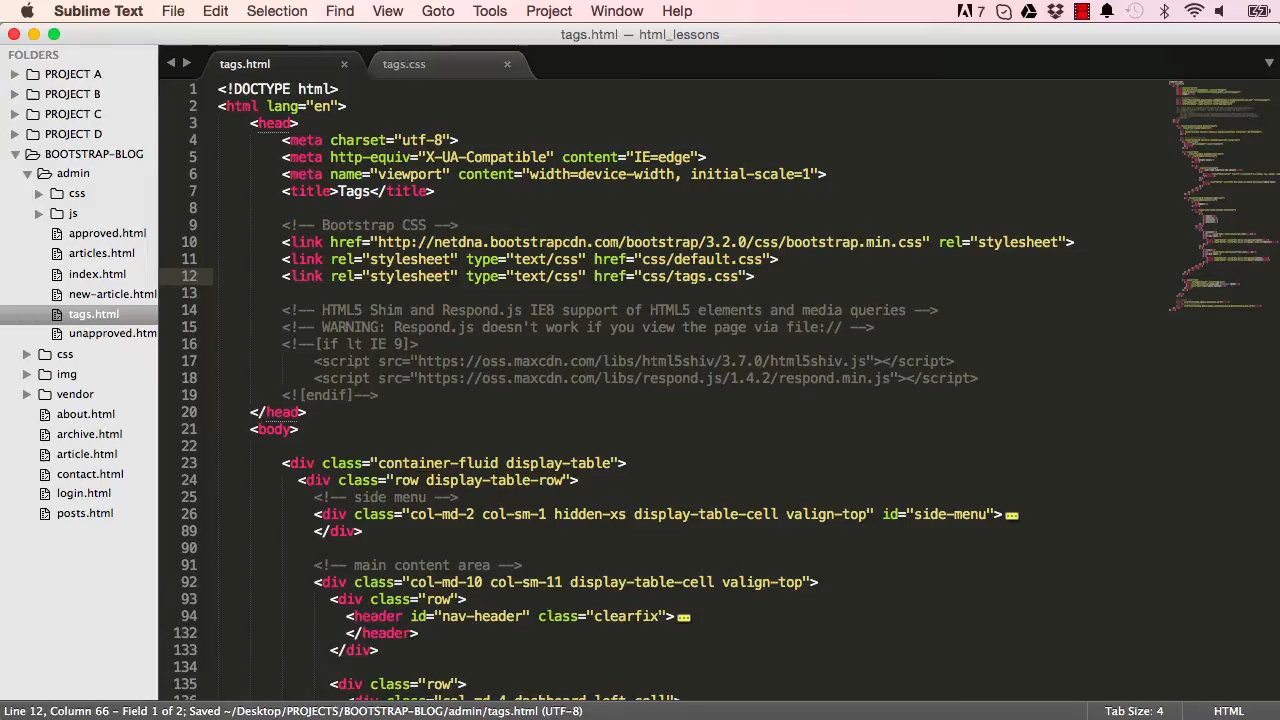 Sublime Text File Edit Selection Find View Goto Tools Project Window Help 7
tags.html — html_lessons
FOLDERS
PROJECT A
PROJECT B
PROJECT C
PROJECT D
BOOTSTRAP-BLOG
admin
css
js
approved.html
articles.html
index.html
new-article.html
tags.html
unapproved.htm
css
img
vendor
about.html
archive.html
article.html
contact.html
login.html
posts.html
tags.html × tags.css ×
1 <!DOCTYPE html>
2 <html lang="en">
3 <head>
4 <meta charset="utf-8">
5 <meta http-equiv="X-UA-Compatible" content="IE=edge">
6 <meta name="viewport" content="width=device-width, initial-scale=1">
7 <title>Tags</title>
8
9 <!-- Bootstrap CSS -->
10 <link href="http://netdna.bootstrapcdn.com/bootstrap/3.2.0/css/bootstrap.min.css" rel="stylesheet">
11 <link rel="stylesheet" type="text/css" href="css/default.css">
12 <link rel="stylesheet" type="text/css" href="css/tags.css">
13
14 <!-- HTML5 Shim and Respond.js IE8 support of HTML5 elements and media queries -->
15 <!-- WARNING: Respond.js doesn't work if you view the page via file:// -->
16 <!--[if lt IE 9]>
17 <script src="https://oss.maxcdn.com/libs/html5shiv/3.7.0/html5shiv.js"></script>
18 <script src="https://oss.maxcdn.com/libs/respond.js/1.4.2/respond.min.js"></script>
19 <![endif]-->
20 </head>
21 <body>
22
23 <div class="container-fluid display-table">
24 <div class="row display-table-row">
25 <!-- side menu -->
26 <div class="col-md-2 col-sm-1 hidden-xs display-table-cell valign-top" id="side-menu">
89 </div>
90
91 <!-- main content area -->
92 <div class="col-md-10 col-sm-11 display-table-cell valign-top">
93 <div class="row">
94 <header id="nav-header" class="clearfix">
132 </header>
133 </div>
134
135 <div class="row">
Line 12, Column 66 - Field 1 of 2; Saved ~/Desktop/PROJECTS/BOOTSTRAP-BLOG/admin/tags.html (UTF-8) Tab Size: 4 HTML